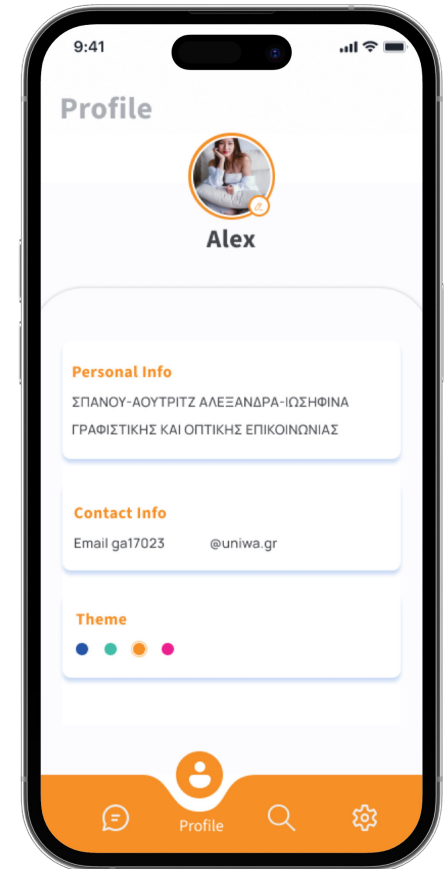 9:41
Profile
Alex
Personal Info
ΣΠΑΝΟΥ-ΑΟΥΤΡΙΤΖ ΑΛΕΞΑΝΔΡΑ-ΙΩΣΗΦΙΝΑ
ΓΡΑΦΙΣΤΙΚΗΣ ΚΑΙ ΟΠΤΙΚΗΣ ΕΠΙΚΟΙΝΩΝΙΑΣ
Contact Info
Email ga17023 @uniwa.gr
Theme
Profile